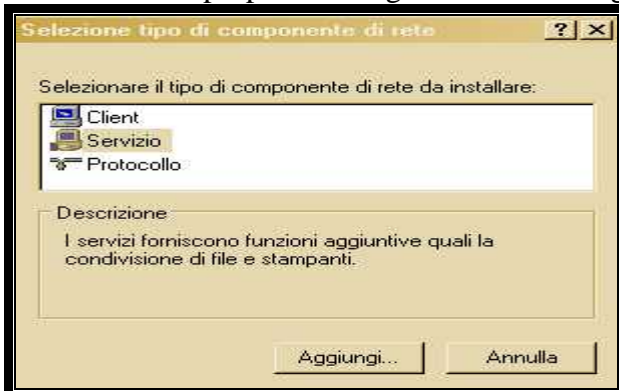 Selezione tipo di componente di rete
Selezionare il tipo di componente di rete da installare:
Client
Servizio
Protocollo
Descrizione
I servizi forniscono funzioni aggiuntive quali la
condivisione di file e stampanti.
Aggiungi... Annulla